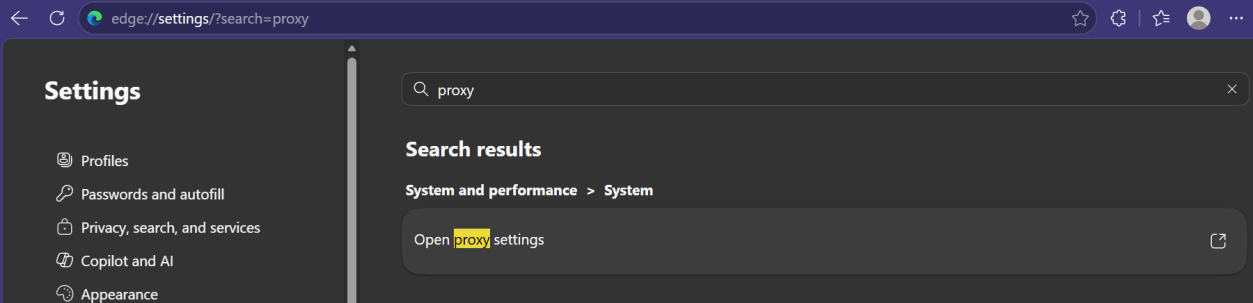 edge://settings/?search=proxy
Settings
Profiles
Passwords and autofill
Privacy, search, and services
Copilot and AI
Appearance
proxy
Search results
System and performance > System
Open proxy settings